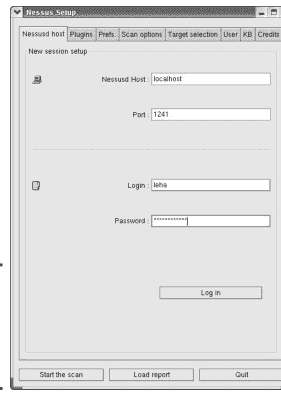 Nessus Setup
Nessusd host Plugins Prefs. Scan options Target selection User KB Credits
New session setup
Nessusd Host : localhost
Port : 1241
Login : leha
Password : ************
Log in
Start the scan Load report Quit